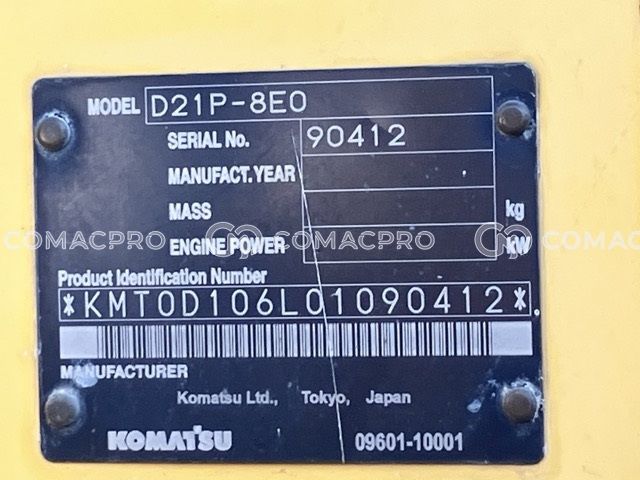 MODEL D21P-8E0
SERIAL No. 90412
MANUFACT. YEAR
MASS kg
COMACPRO COMACPRO COMACPRO
ENGINE POWER kW
Product Identification Number
*KMT0D106L01090412*.
MANUFACTURER
Komatsu Ltd., Tokyo, Japan
KOMATSU 09601-10001